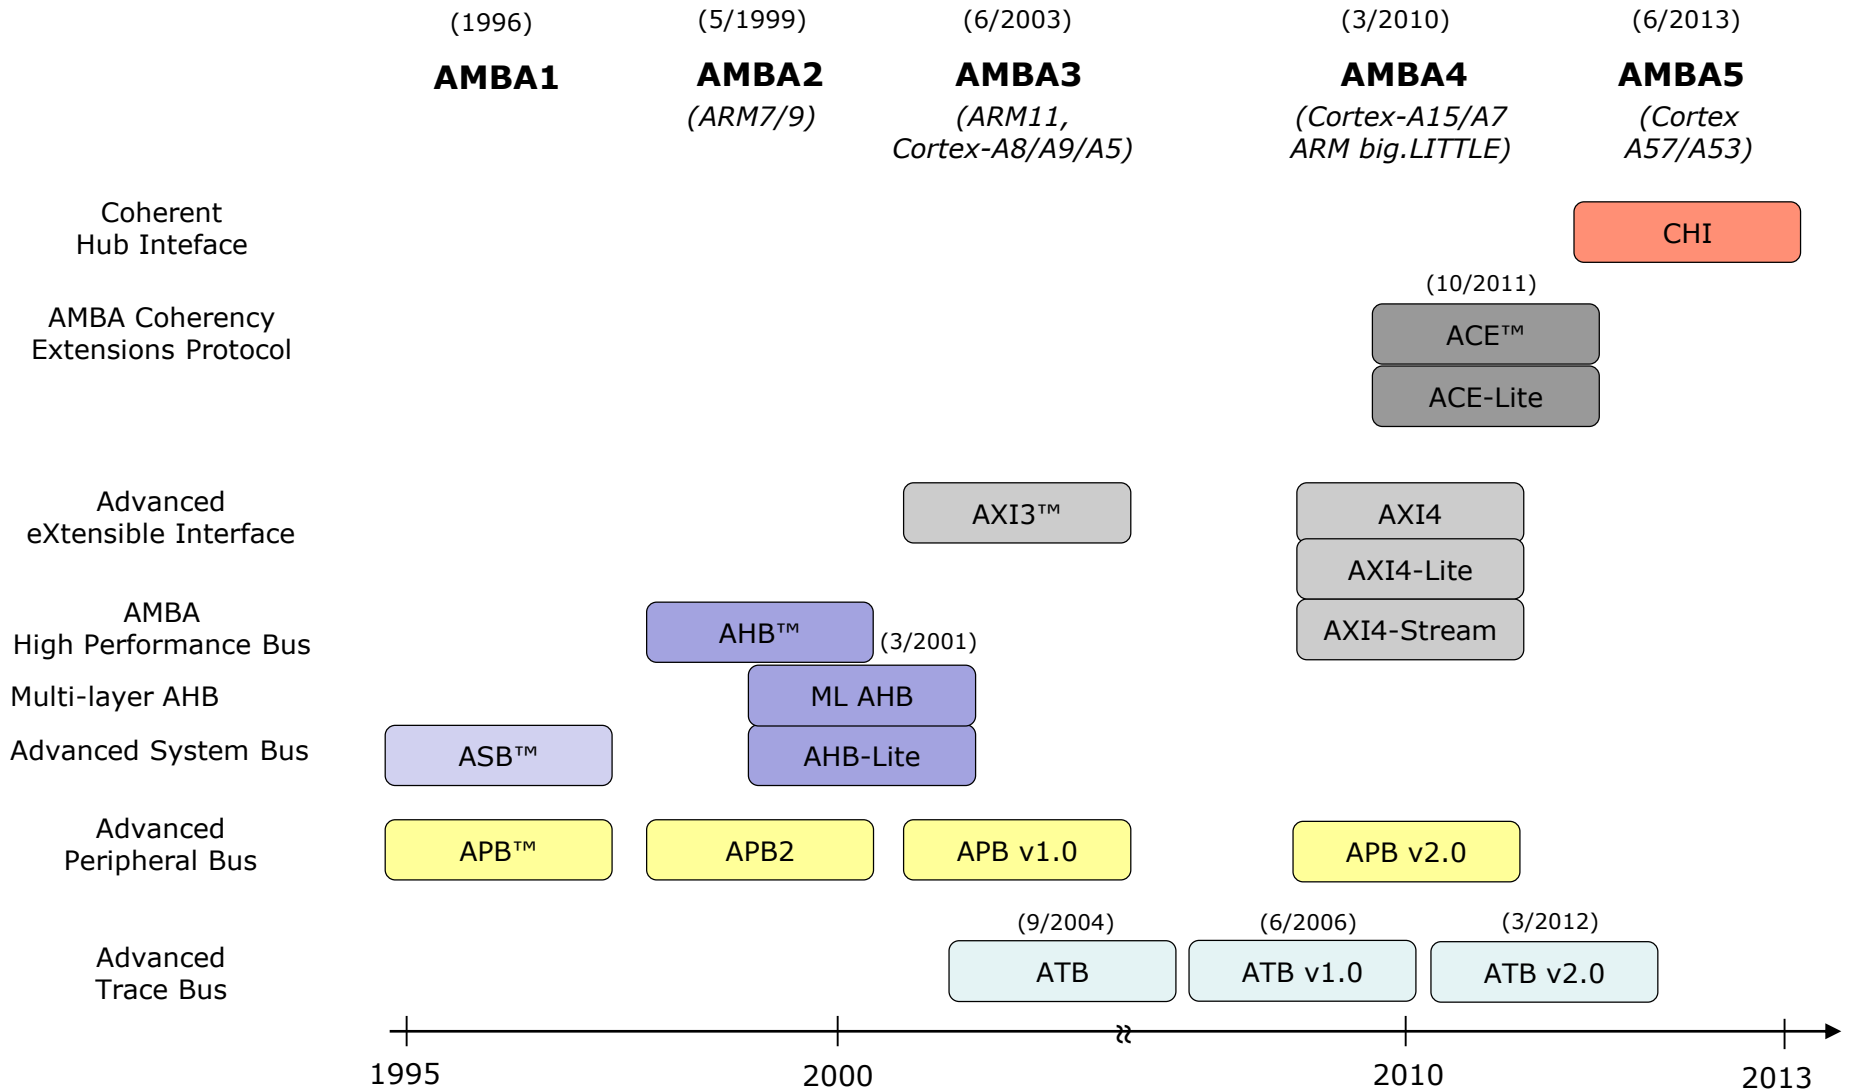 (1996)
(5/1999)
(6/2003)
(3/2010)
(6/2013)
AMBA1
AMBA2
AMBA3
AMBA4
AMBA5
(ARM7/9)
(ARM11,
Cortex-A8/A9/A5)
(Cortex-A15/A7
ARM big.LITTLE)
(Cortex
A57/A53)
Coherent
Hub Inteface
CHI
(10/2011)
AMBA Coherency
Extensions Protocol
ACE™
ACE-Lite
Advanced
eXtensible Interface
AXI3™
AXI4
AXI4-Lite
AXI4-Stream
AMBA
High Performance Bus
AHB™
(3/2001)
Multi-layer AHB
ML AHB
Advanced System Bus
ASB™
AHB-Lite
Advanced
Peripheral Bus
APB™
APB2
APB v1.0
APB v2.0
(9/2004)
(6/2006)
(3/2012)
Advanced
Trace Bus
ATB
ATB v1.0
ATB v2.0
1995
2000
2010
2013